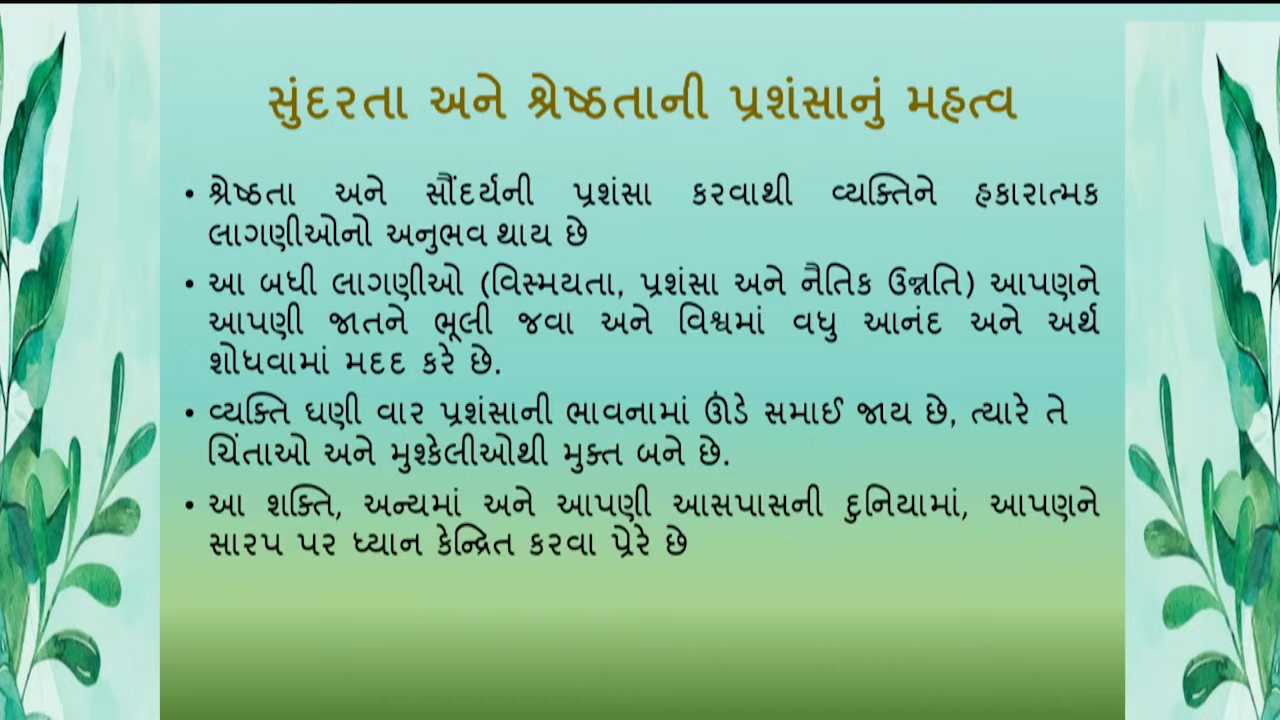 સુંદરતા અને શ્રેષ્ઠતાની પ્રશંસાનું મહત્વ
• શ્રેષ્ઠતા અને સૌંદર્યની પ્રશંસા કરવાથી વ્યક્તિને હકારાત્મક
લાગણીઓનો અનુભવ થાય છે
• આ બધી લાગણીઓ (વિસ્મયતા, પ્રશંસા અને નૈતિક ઉન્નતિ) આપણને
આપણી જાતને ભૂલી જવા અને વિશ્વમાં વધુ આનંદ અને અર્થ
શોધવામાં મદદ કરે છે.
• વ્યક્તિ ઘણી વાર પ્રશંસાની ભાવનામાં ઊંડે સમાઈ જાય છે, ત્યારે તે
ચિંતાઓ અને મુશ્કેલીઓથી મુક્ત બને છે.
• આ શક્તિ, અન્યમાં અને આપણી આસપાસની દુનિયામાં, આપણને
સારપ પર ધ્યાન કેન્દ્રિત કરવા પ્રેરે છે